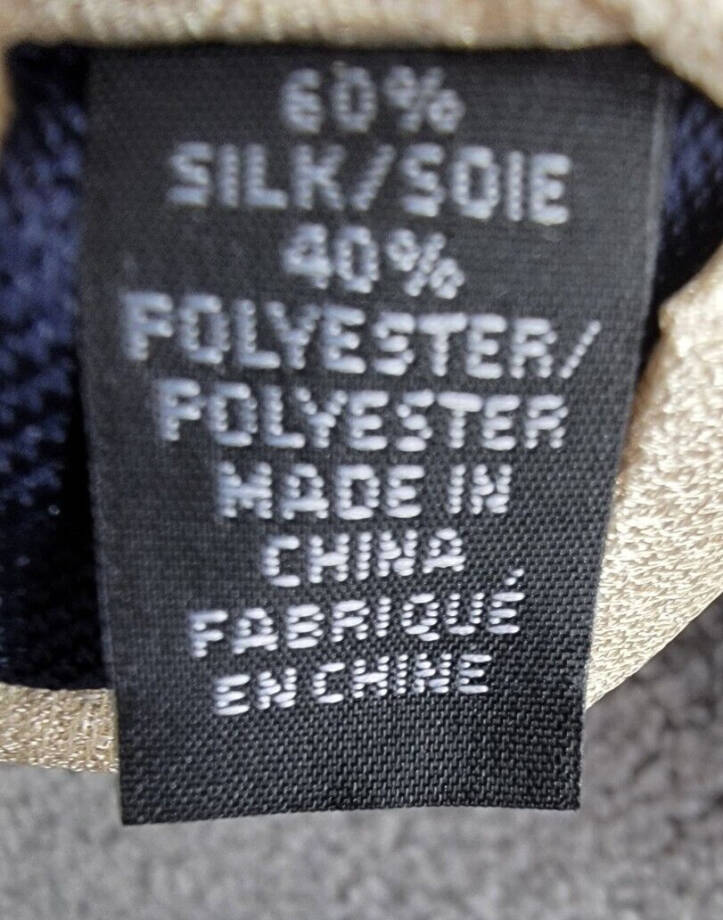 60%
SILK/SOIE
40%
POLYESTER/
POLYESTER
MADE IN
CHINA
FABRIQUÉ
EN CHINE